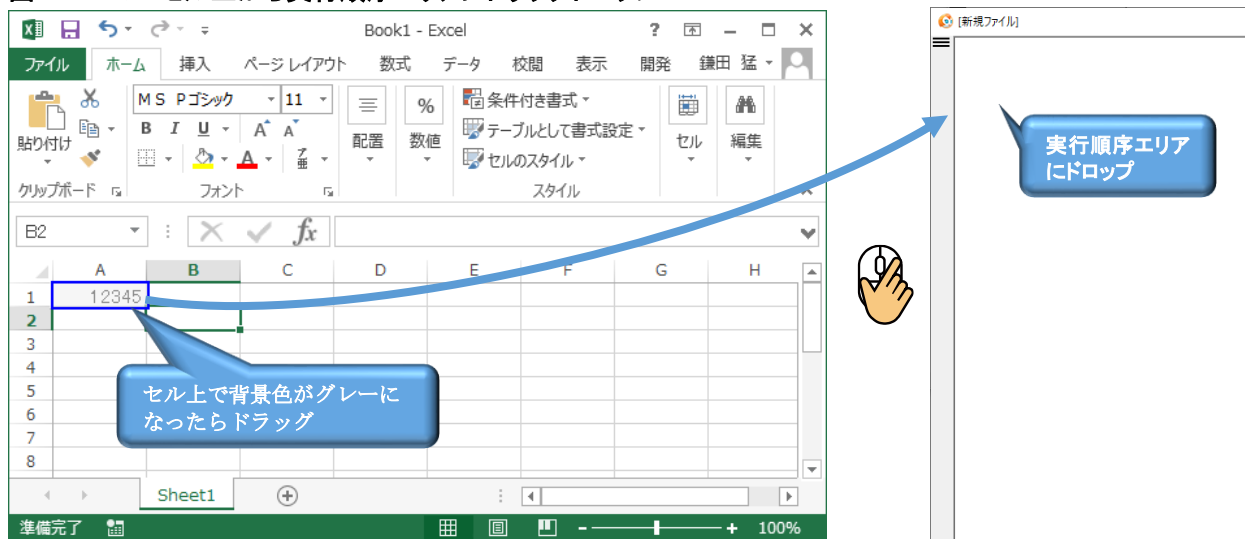 Book1 - Excel
?
ファイル ホーム 挿入 ページ レイアウト 数式 データ 校閲 表示 開発 鎌田 猛
MS Pゴシック 11
貼り付け
B I U A A
A
配置
%
数値
条件付き書式
テーブルとして書式設定
セルのスタイル
セル
編集
クリップボード フォント スタイル
B2
fx
A B C D E F G H
1 12345
2
3
4
5
6
7
8
セル上で背景色がグレーに
なったらドラッグ
Sheet1
準備完了
100%
[新規ファイル]
実行順序エリア
にドロップ